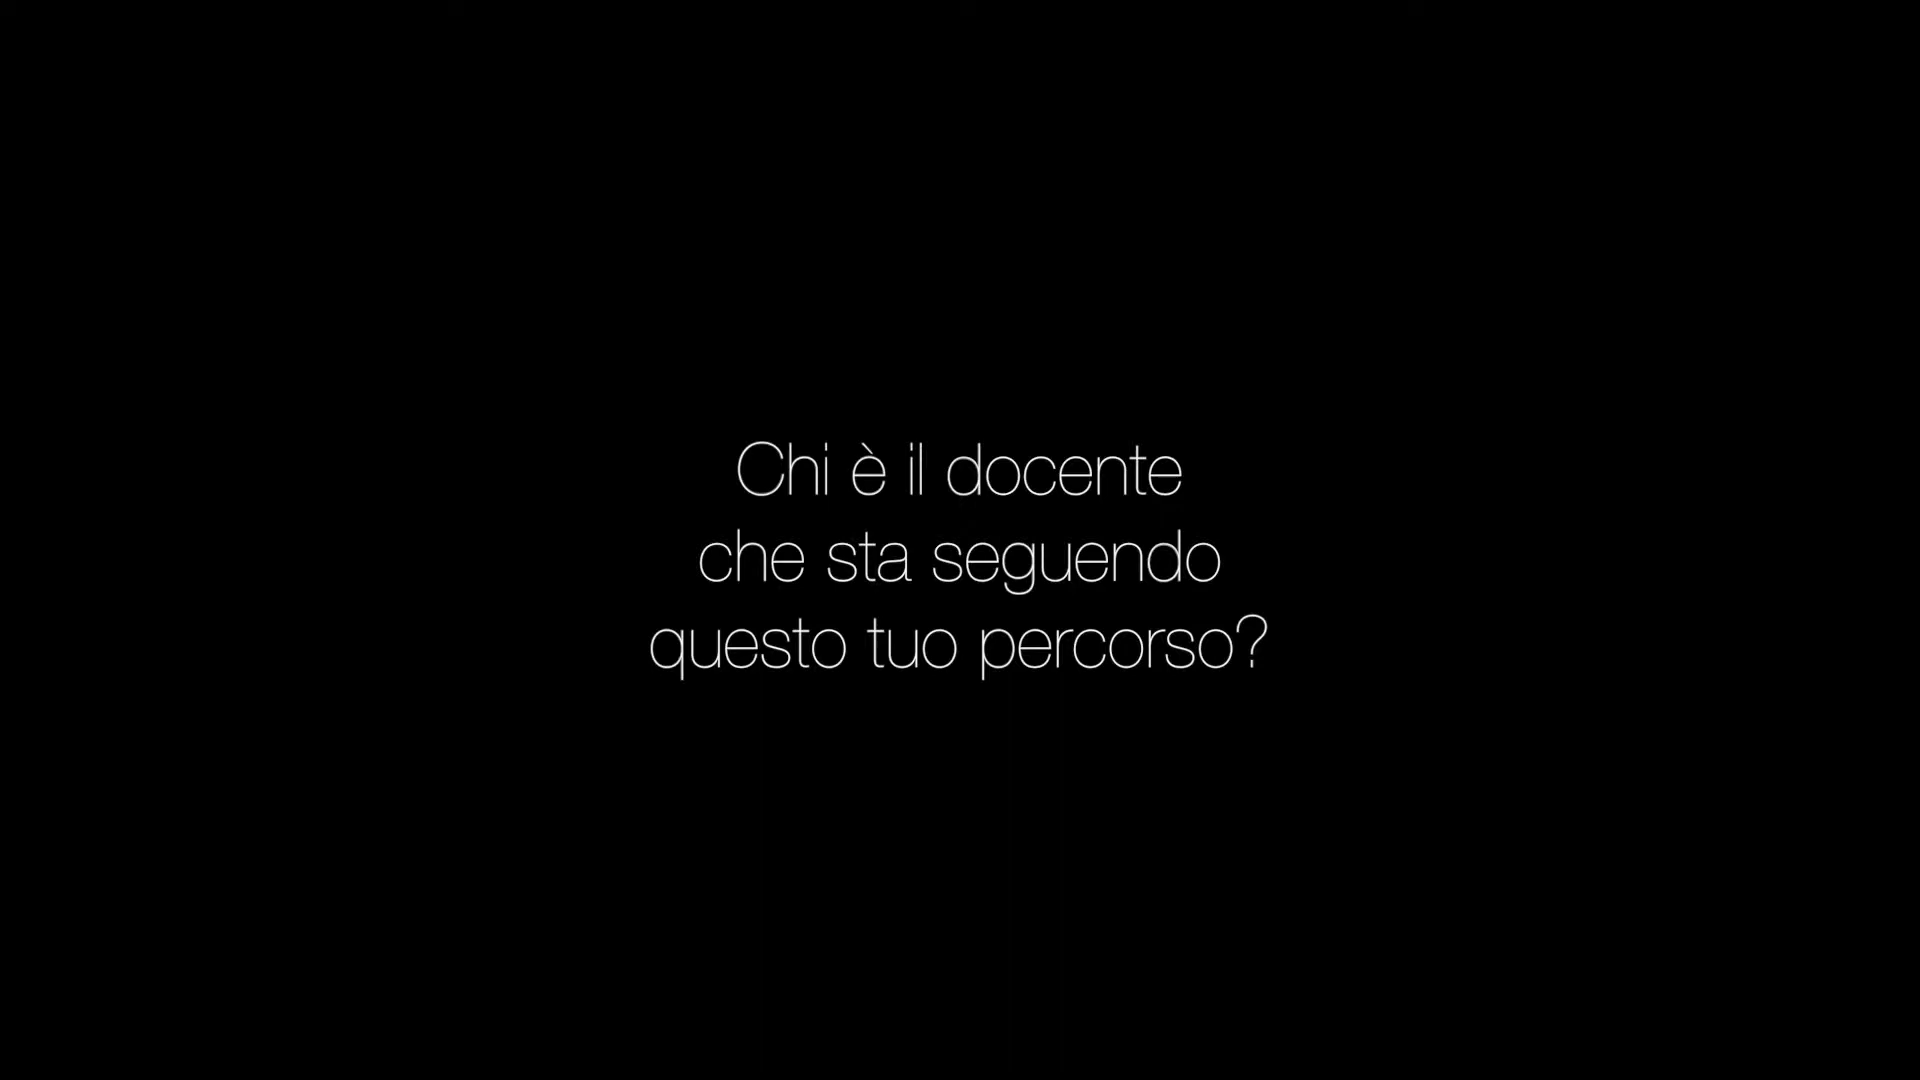 Chi è il docente
che sta seguendo
questo tuo percorso?